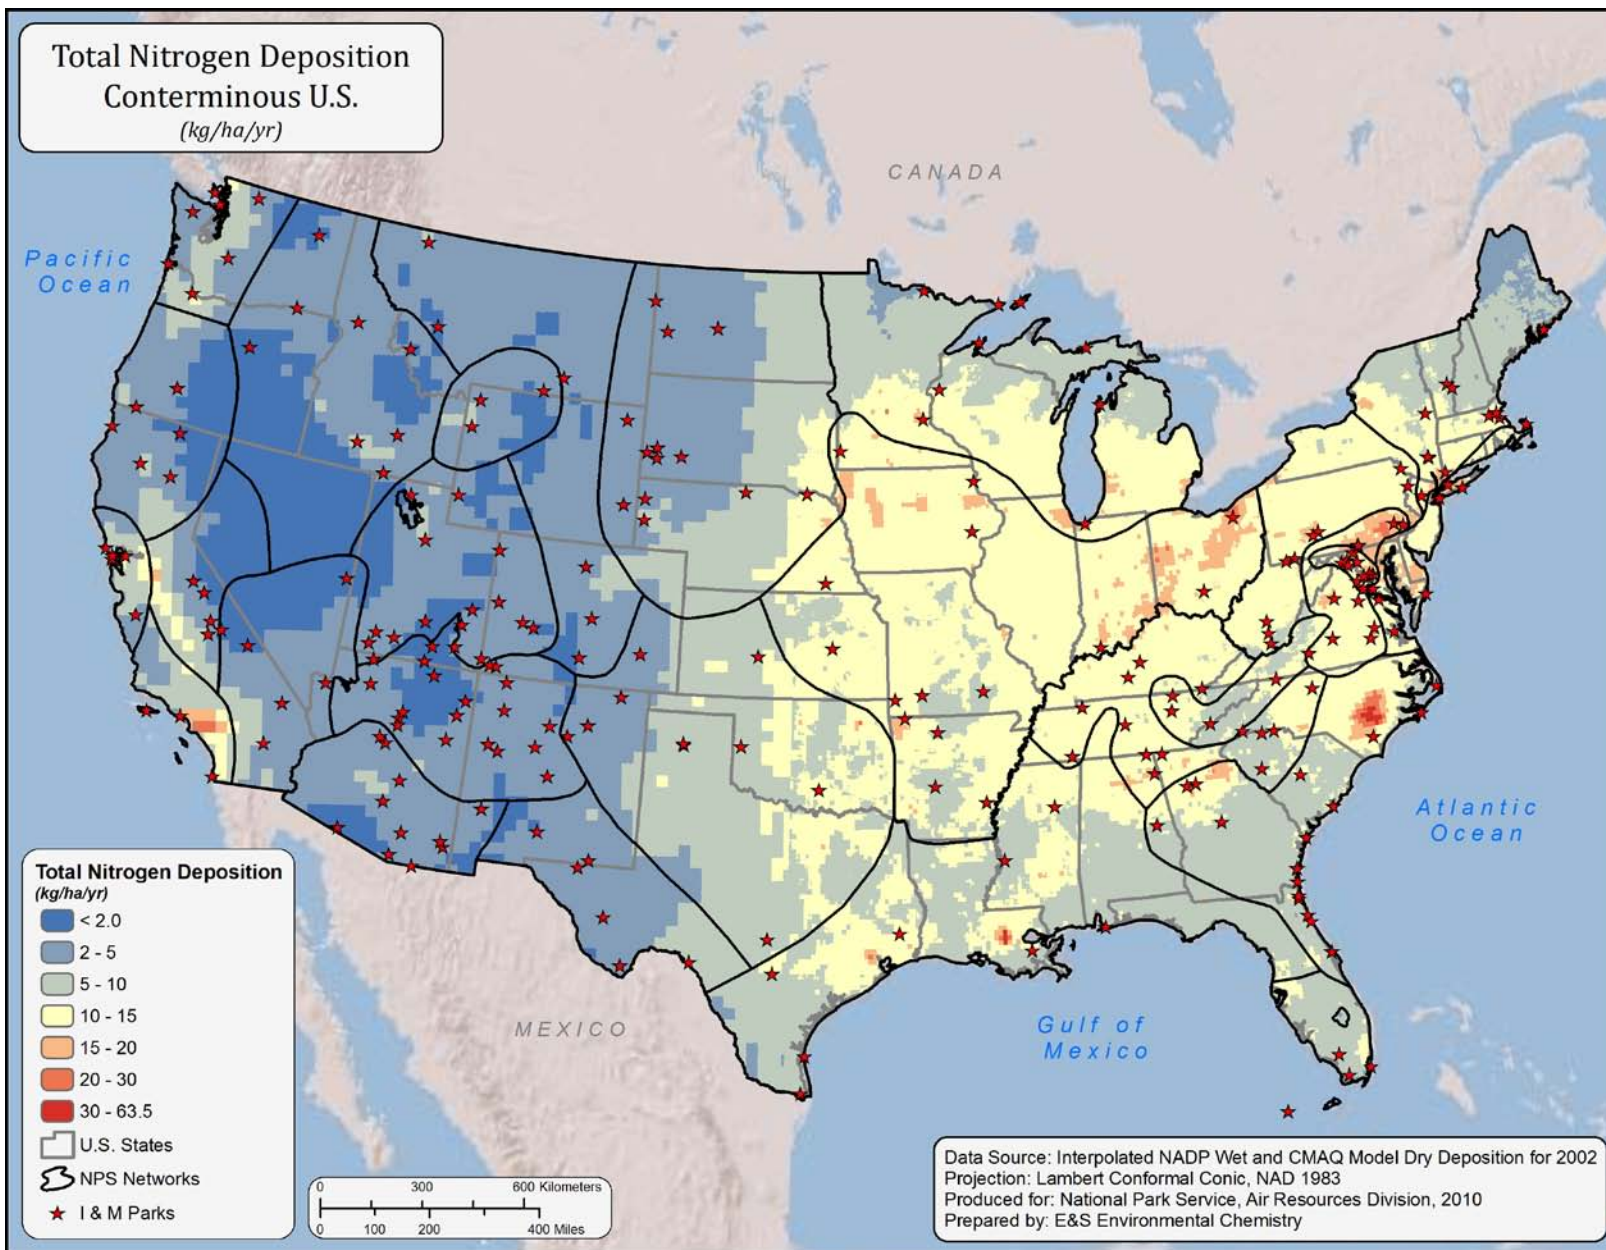 Total Nitrogen Deposition
Conterminous U.S.
(kg/ha/yr)
CANADA
Pacific
Ocean
Atlantic
Ocean
Gulf of
Mexico
MEXICO
Total Nitrogen Deposition
(kg/ha/yr)
< 2.0
2 - 5
5 - 10
10 - 15
15 - 20
20 - 30
30 - 63.5
U.S. States
NPS Networks
I & M Parks
0 300 600 Kilometers
0 100 200 400 Miles
Data Source: Interpolated NADP Wet and CMAQ Model Dry Deposition for 2002
Projection: Lambert Conformal Conic, NAD 1983
Produced for: National Park Service, Air Resources Division, 2010
Prepared by: E&S Environmental Chemistry